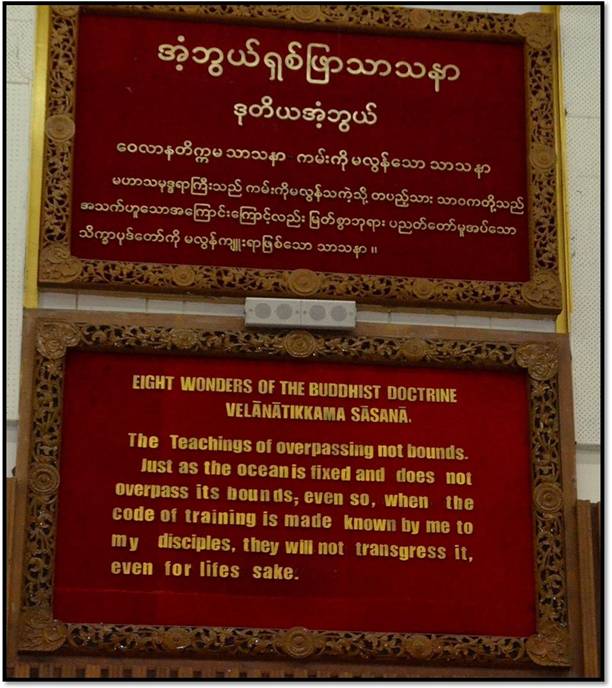 အံ့ဘွယ်ရှစ်ဖြာသာသနာ
ဒုတိယအံ့ဘွယ်
ဝေလာနတိက္ကမ သာသနာ ကမ်းကို မလွန်သော သာသနာ
မဟာသမုဒ္ဒရာကြီးသည် ကမ်းကိုမလွန်သကဲ့သို့ တပည့်သား သာဝကတို့သည်
အသက်ဟူသောအကြောင်းကြောင့်လည်း မြတ်စွာဘုရား ပညတ်တော်မူအပ်သော
သိက္ခာပုဒ်တော်ကို မလွန်ကျူးရာဖြစ်သော သာသနာ ။
EIGHT WONDERS OF THE BUDDHIST DOCTRINE
VELĀNĀTIKKAMA SĀSANĀ.
The Teachings of overpassing not bounds.
Just as the ocean is fixed and does not
overpass its bounds, even so, when the
code of training is made known by me to
my disciples, they will not transgress it,
even for lifes sake.